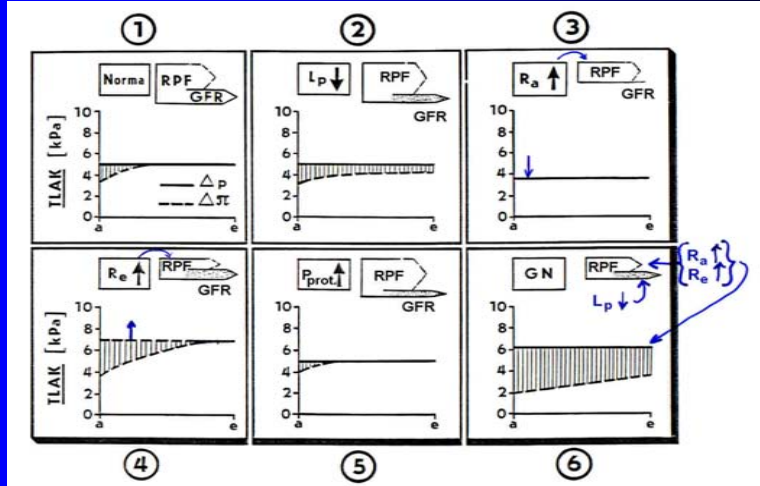 1
2
3
Norma
RPF
GFR
TLAK [kPa]
10
8
6
4
2
0
a
e
Δp
Δπ
Lp ↓
RPF
GFR
10
8
6
4
2
0
a
e
Ra ↑
RPF
GFR
10
8
6
4
2
0
a
e
Re ↑
RPF
GFR
TLAK [kPa]
10
8
6
4
2
0
a
e
Pprot. ↑
RPF
GFR
10
8
6
4
2
0
a
e
GN
RPF
Ra ↑
Re ↑
Lp ↓
10
8
6
4
2
0
a
e
4
5
6